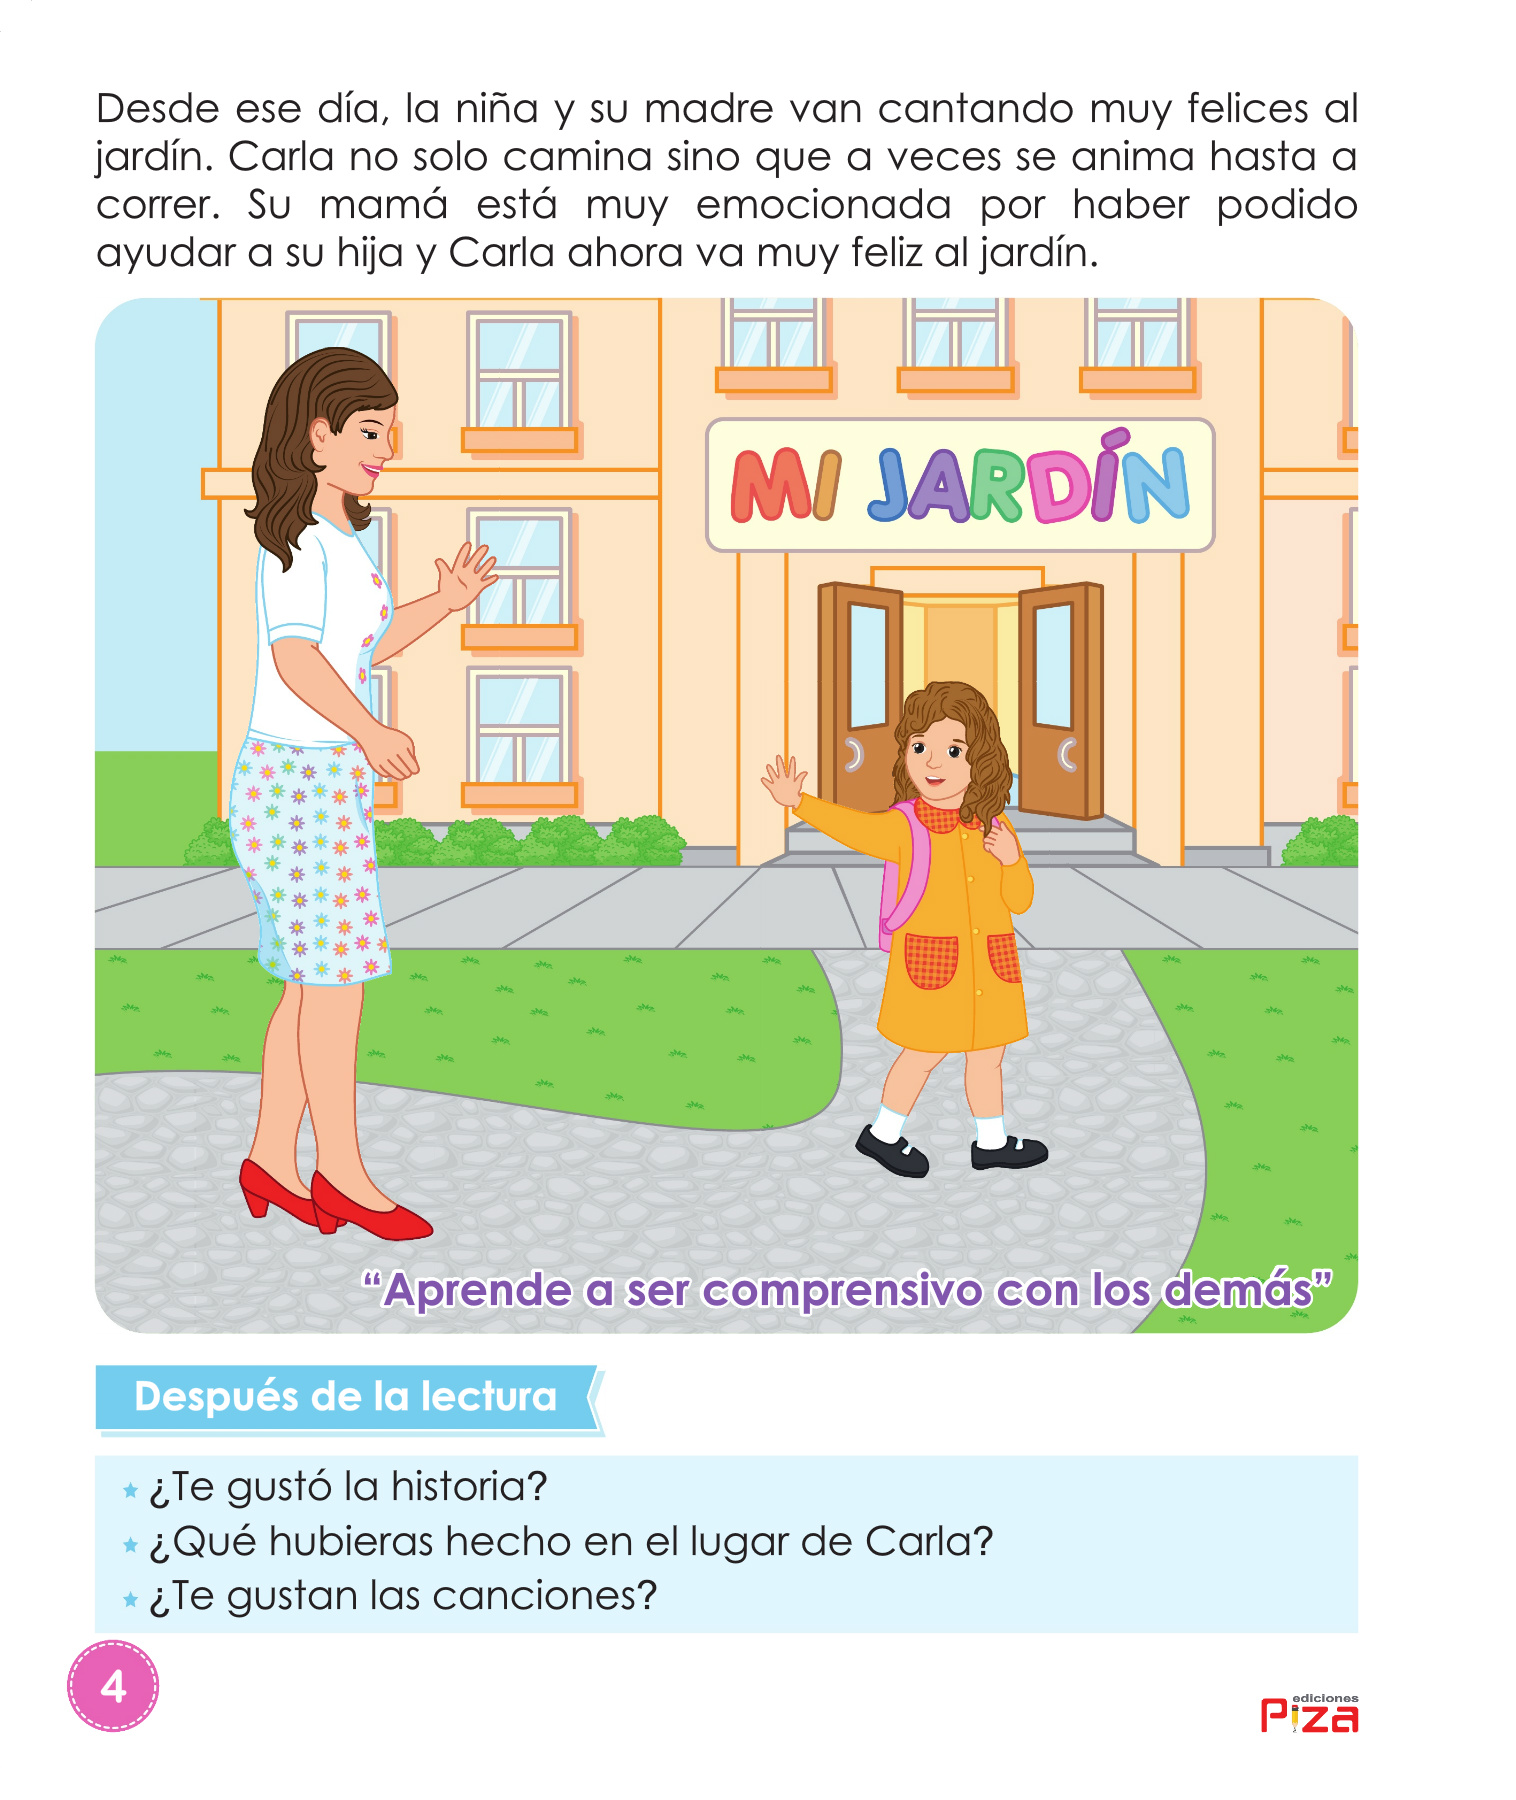 Desde ese día, la niña y su madre van cantando muy felices al
jardín. Carla no solo camina sino que a veces se anima hasta a
correr. Su mamá está muy emocionada por haber podido
ayudar a su hija y Carla ahora va muy feliz al jardín.
MI JARDÍN
“Aprende a ser comprensivo con los demás”
Después de la lectura
¿Te gustó la historia?
¿Qué hubieras hecho en el lugar de Carla?
¿Te gustan las canciones?
4
ediciones
Piza